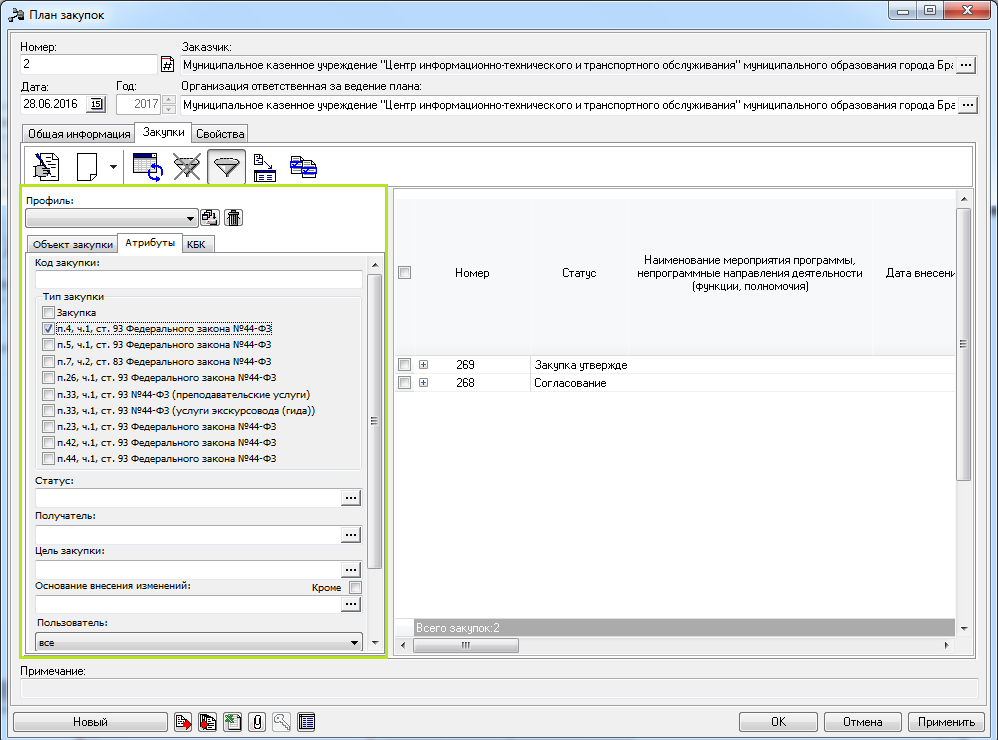 План закупок
Номер:
Заказчик:
2
#
Муниципальное казенное учреждение "Центр информационно-технического и транспортного обслуживания" муниципального образования города Бра
...
Дата:
Год:
Организация ответственная за ведение плана:
28.06.2016
15
2017
Муниципальное казенное учреждение "Центр информационно-технического и транспортного обслуживания" муниципального образования города Бра
...
Общая информация
Закупки
Свойства
Профиль:
Объект закупки
Атрибуты
КБК
Код закупки:
Тип закупки
Закупка
п.4, ч.1, ст. 93 Федерального закона №44-ФЗ
п.5, ч.1, ст. 93 Федерального закона №44-ФЗ
п.7, ч.2, ст. 83 Федерального закона №44-ФЗ
п.26, ч.1, ст. 93 Федерального закона №44-ФЗ
п.33, ч.1, ст. 93 №44-ФЗ (преподавательские услуги)
п.33, ч.1, ст. 93 №44-ФЗ (услуги экскурсовода (гида))
п.23, ч.1, ст. 93 Федерального закона №44-ФЗ
п.42, ч.1, ст. 93 Федерального закона №44-ФЗ
п.44, ч.1, ст. 93 Федерального закона №44-ФЗ
Статус:
...
Получатель:
...
Цель закупки:
...
Основание внесения изменений:
Кроме
...
Пользователь:
все
Номер
Статус
Наименование мероприятия программы,
непрограммные направления деятельности
(функции, полномочия)
Дата внесени
269
Закупка утвержде
268
Согласование
Всего закупок:2
Примечание:
Новый
OK
Отмена
Применить